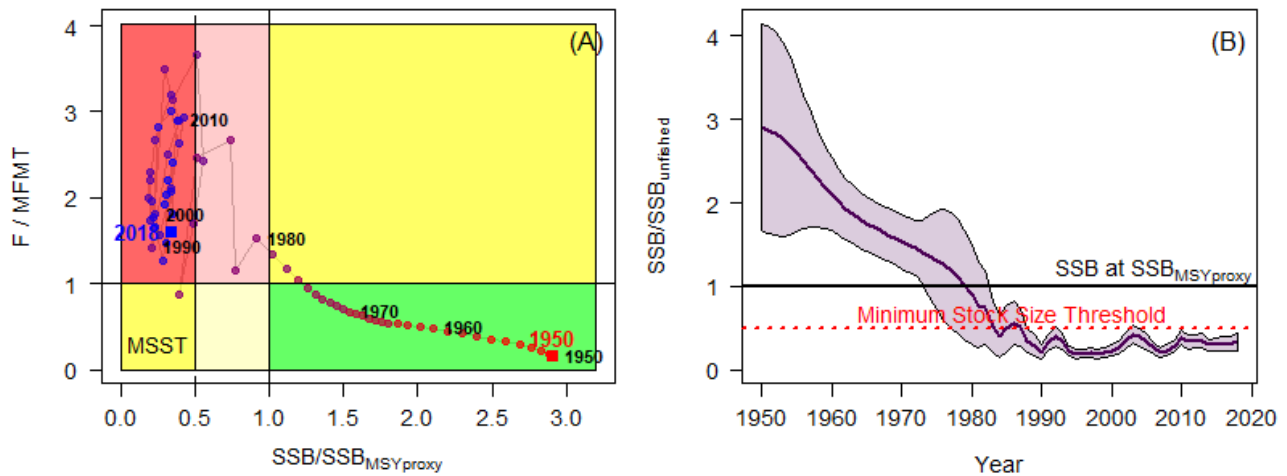 (A)
F / MFMT
4
3
2
1
0
2010
2000
2018
1990
1980
1970
1960
1950
1950
MSST
0.0 0.5 1.0 1.5 2.0 2.5 3.0
SSB/SSBMSYproxy
(B)
SSB/SSBunfished
4
3
2
1
0
SSB at SSBMSYproxy
Minimum Stock Size Threshold
1950 1960 1970 1980 1990 2000 2010 2020
Year